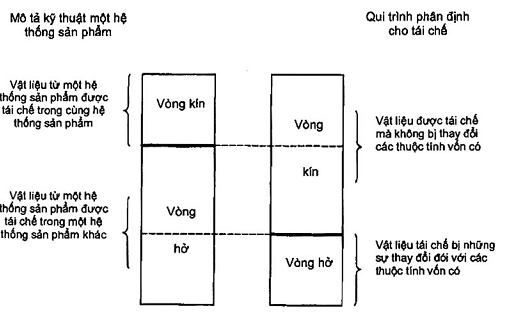 Mô tả kỹ thuật một hệ
thống sản phẩm
Qui trình phân định
cho tái chế
Vật liệu từ một hệ
thống sản phẩm được
tái chế trong cùng hệ
thống sản phẩm
Vòng kín
Vòng
kín
Vật liệu được tái chế
mà không bị thay đổi
các thuộc tính vốn có
Vật liệu từ một hệ
thống sản phẩm được
tái chế trong một hệ
thống sản phẩm khác
Vòng
hở
Vòng hở
Vật liệu tái chế bị những
sự thay đổi đói với các
thuộc tính vốn có